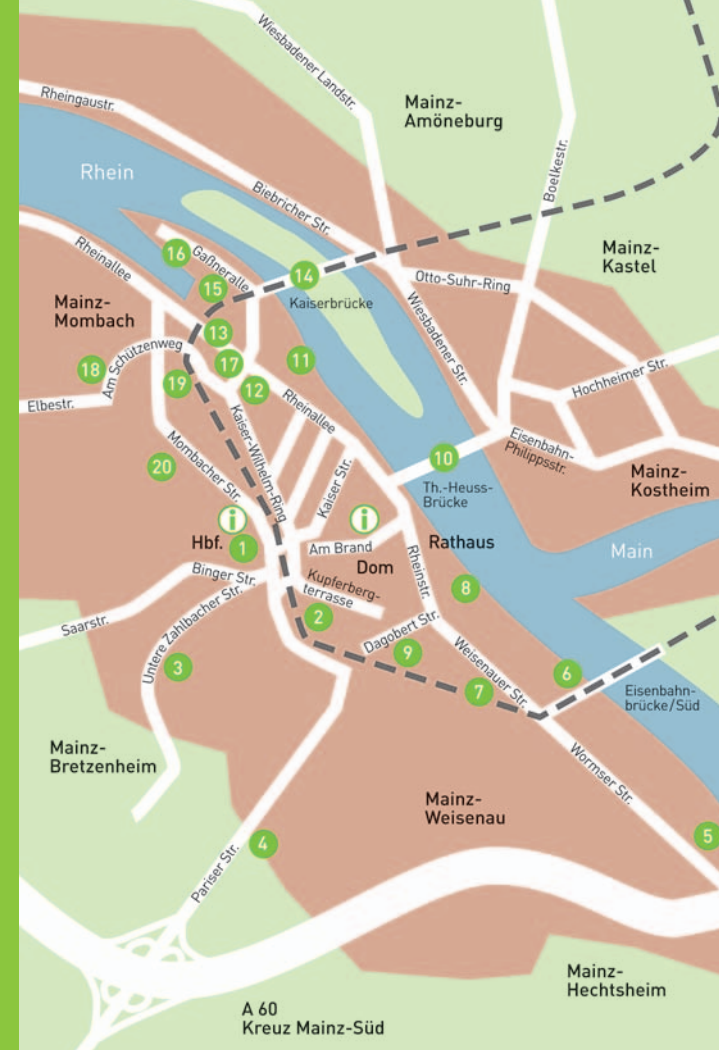 Wiesbadener Landstr.
Rheingaustr.
Mainz-
Amöneburg
Rhein
Boelkestr.
Biebricher Str.
Rheinallee
16
Gaßneralle
Mainz-
Kastel
14
15
Otto-Suhr-Ring
Kaiserbrücke
Mainz-
Mombach
Wiesbadener Str.
13
Am Schützenweg
17
11
18
19
12
Hochheimer Str.
Elbestr.
Rheinallee
Kaiser-Wilhelm-Ring
Mombacher Str.
20
10
Eisenbahn-
Philippsstr.
Kaiser Str.
Th.-Heuss-
Brücke
Mainz-
Kostheim
i
i
Hbf.
1
Am Brand
Rathaus
Main
Dom
Rheinstr.
Binger Str.
Kupferberg-
terrasse
8
Saarstr.
Untere Zahlbacher Str.
2
Dagobert Str.
9
3
Weisenauer Str.
6
7
Eisenbahn-
brücke/Süd
Mainz-
Bretzenheim
Wormser Str.
Mainz-
Weisenau
5
4
Pariser Str.
Mainz-
Hechtsheim
A 60
Kreuz Mainz-Süd